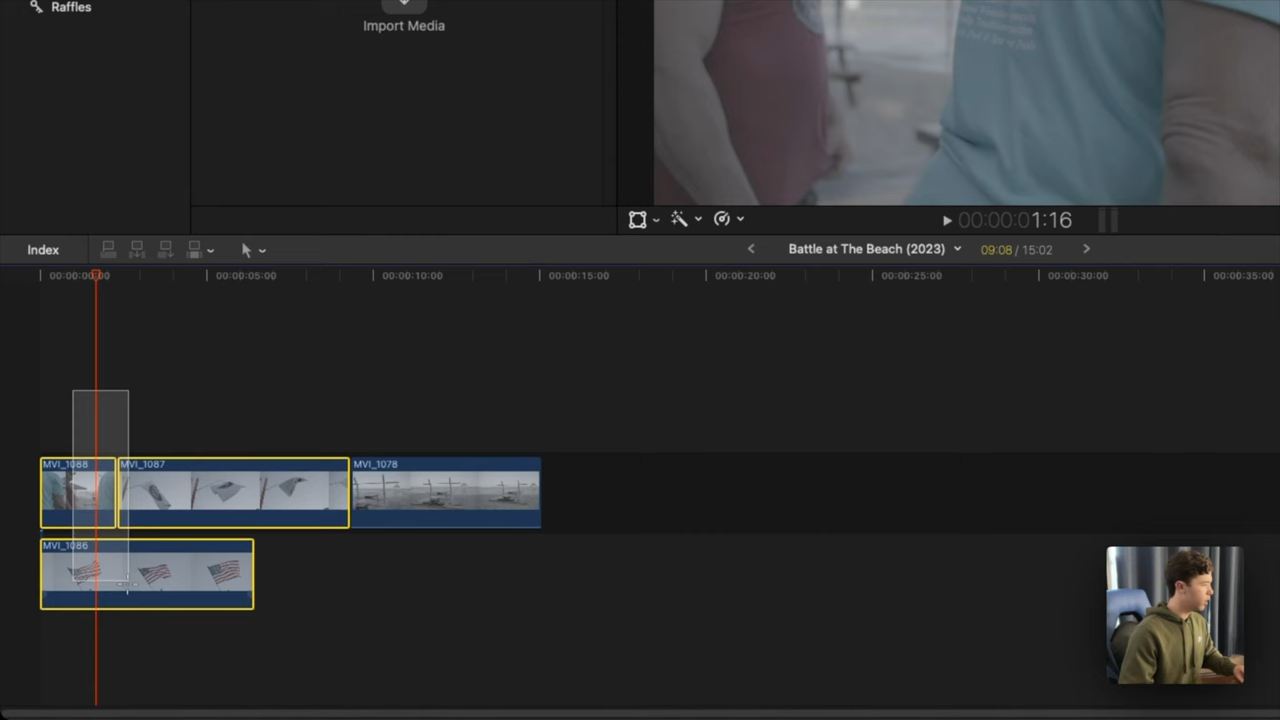 Raffles
Import Media
00:00:01:16
Index
Battle at The Beach (2023)
09:08 / 15:02
00:00:00:00
00:00:05:00
00:00:10:00
00:00:15:00
00:00:20:00
00:00:25:00
00:00:30:00
00:00:35:00
MVI_1088
MVI_1087
MVI_1078
MVI_1086